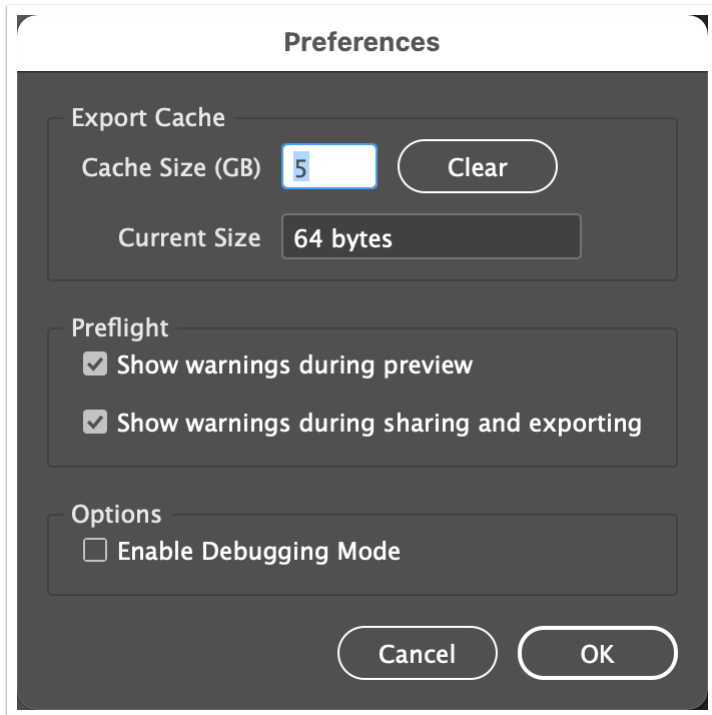 Preferences
Export Cache
Cache Size (GB) 5 Clear
Current Size 64 bytes
Preflight
Show warnings during preview
Show warnings during sharing and exporting
Options
Enable Debugging Mode
Cancel OK